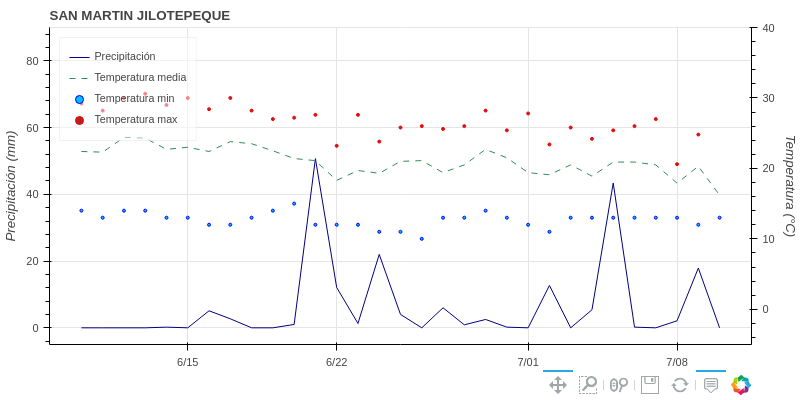 SAN MARTIN JILOTEPEQUE
Precipitación
Temperatura media
Temperatura min
Temperatura max
Precipitación (mm)
80
60
40
20
0
Temperatura (°C)
40
30
20
10
0
6/15
6/22
7/01
7/08